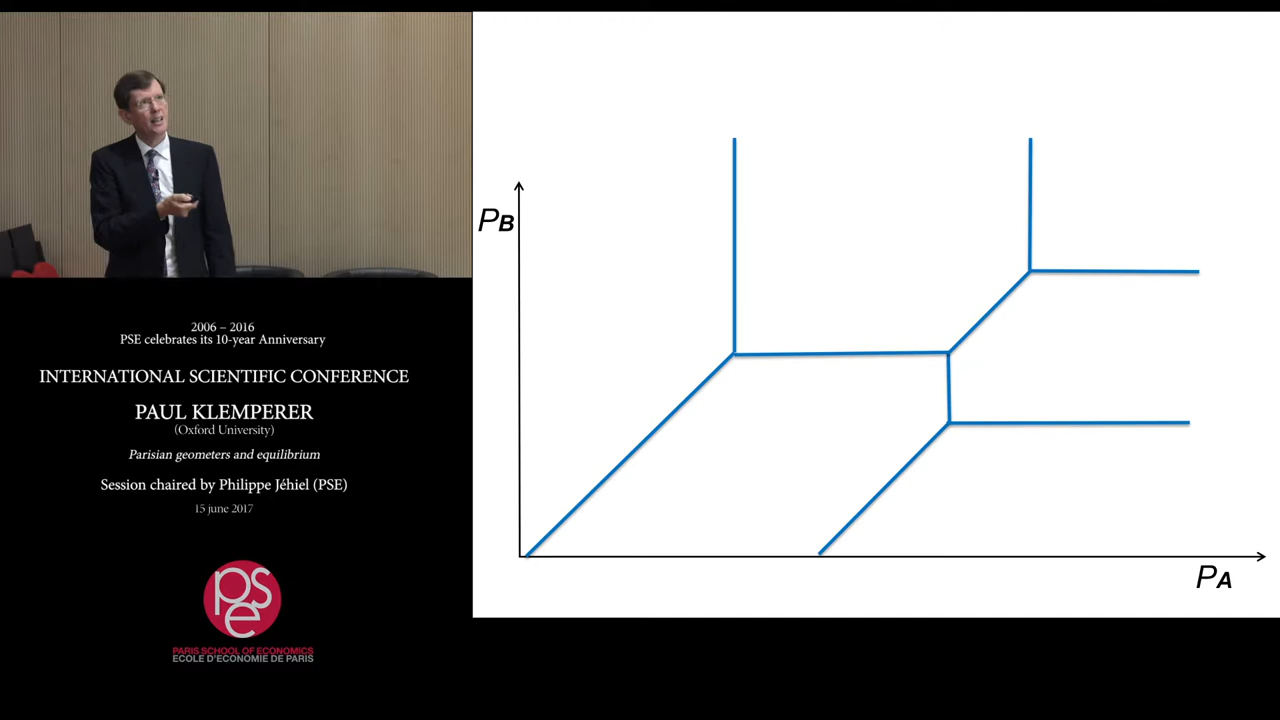 2006 – 2016
PSE celebrates its 10-year Anniversary
INTERNATIONAL SCIENTIFIC CONFERENCE
PAUL KLEMPERER
(Oxford University)
Parisian geometers and equilibrium
Session chaired by Philippe Jéhiel (PSE)
15 june 2017
pse
PARIS SCHOOL OF ECONOMICS
ECOLE D'ECONOMIE DE PARIS
PB
PA